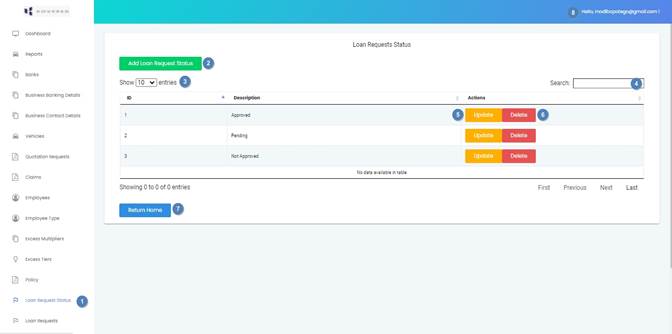 8 Hello, modibapotego@gmail.com !
Dashboard
Reports
Banks
Business Banking Details
Business Contact Details
Vehicles
Quotation Requests
Claims
Employees
Employee Type
Excess Multipliers
Excess Tiers
Policy
Loan Request Status 1
Loan Requests
Loan Requests Status
Add Loan Request Status 2
Show 10 entries 3
Search: 4
ID Description Actions
1 Approved 5 Update Delete 6
2 Pending Update Delete
3 Not Approved Update Delete
No data available in table
Showing 0 to 0 of 0 entries
First Previous Next Last
Return Home 7